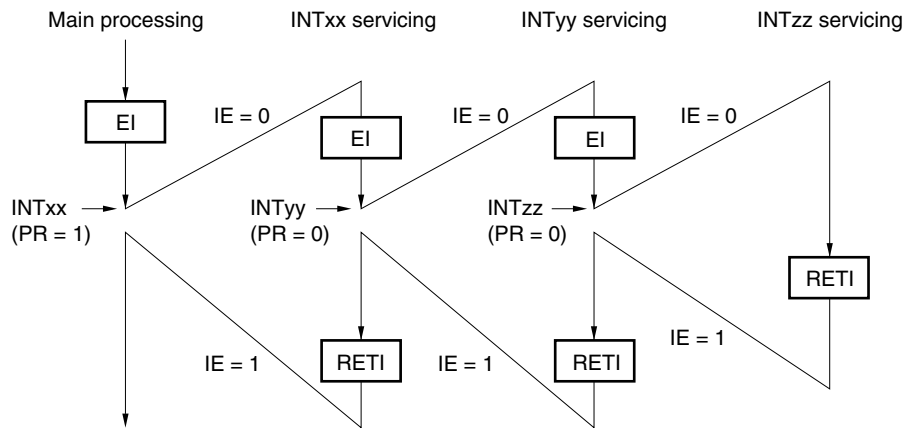 Main processing
INTxx servicing
INTyy servicing
INTzz servicing
EI
IE = 0
EI
IE = 0
EI
IE = 0
INTxx
(PR = 1)
INTyy
(PR = 0)
INTzz
(PR = 0)
RETI
IE = 1
RETI
IE = 1
RETI
IE = 1